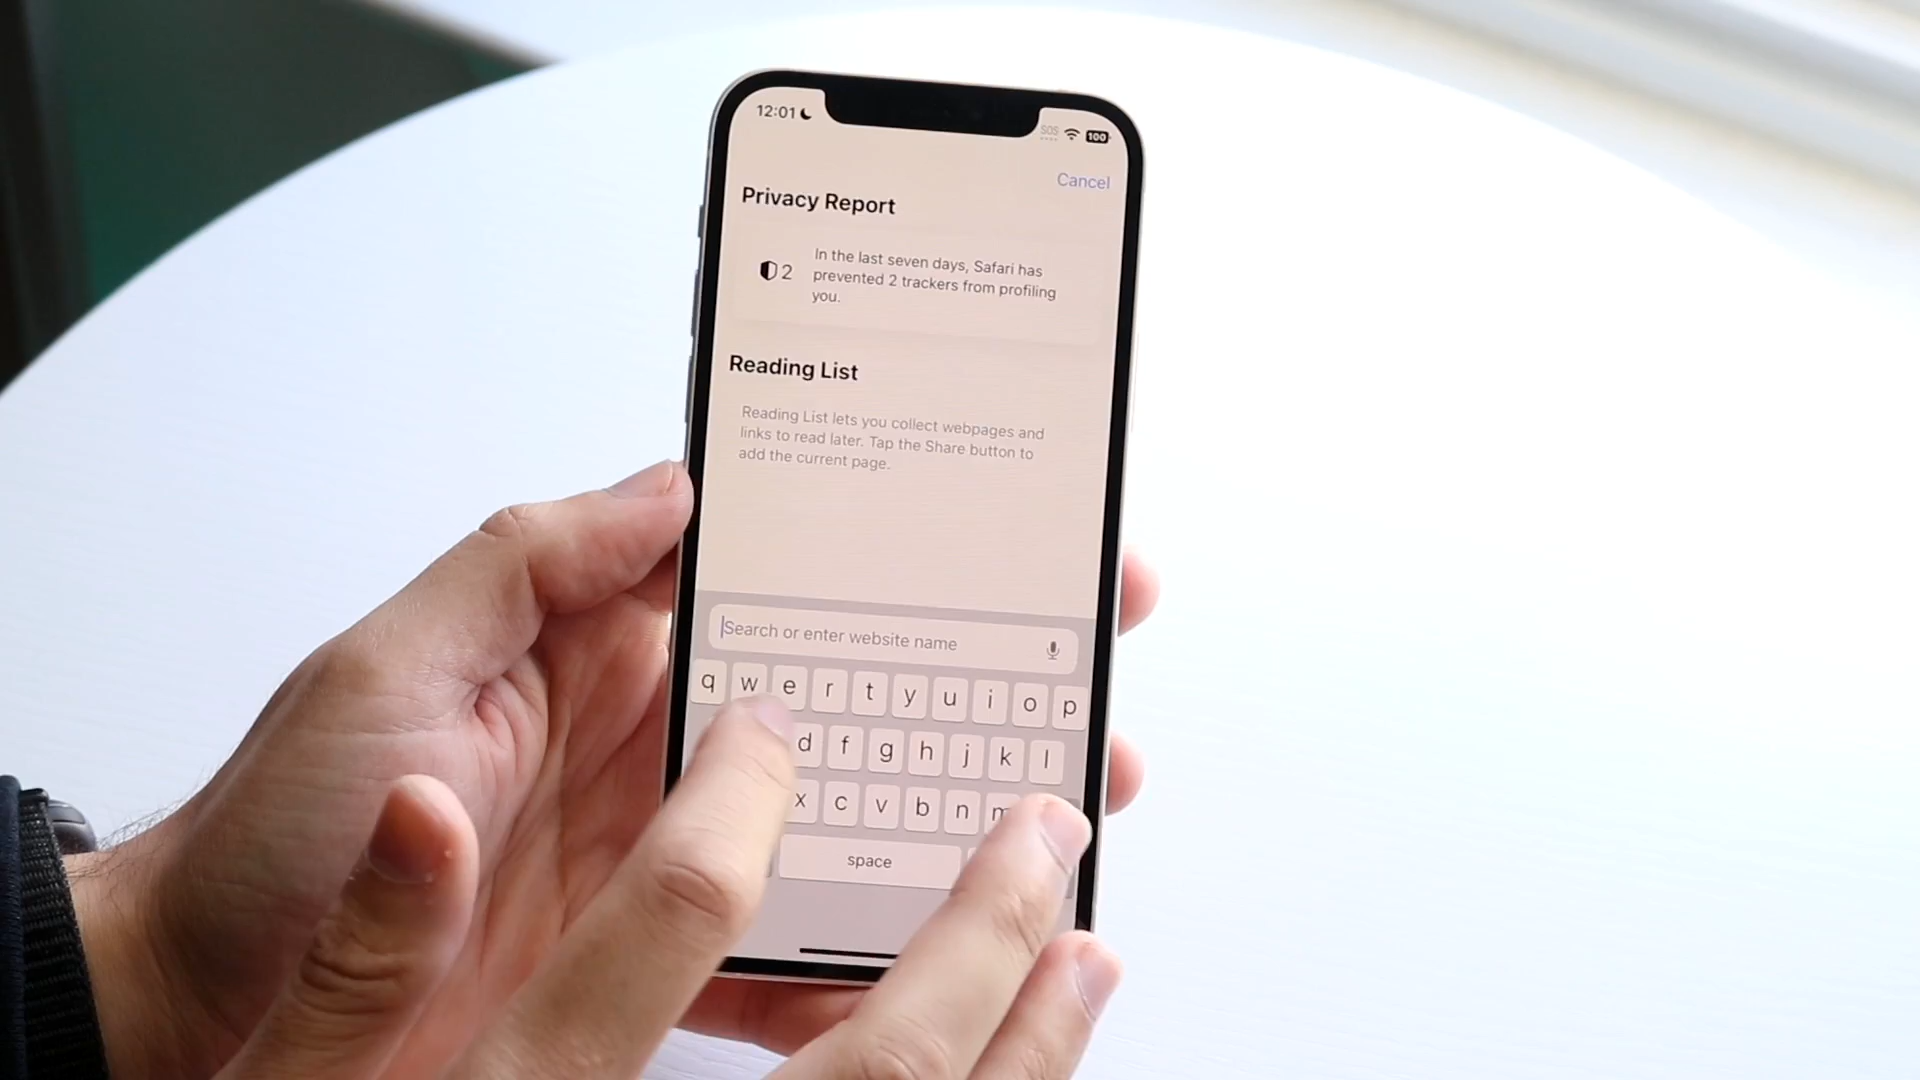 12:01
SOS 100
Cancel
Privacy Report
2
In the last seven days, Safari has
prevented 2 trackers from profiling
you.
Reading List
Reading List lets you collect webpages and
links to read later. Tap the Share button to
add the current page.
Search or enter website name
q w e r t y u i o p
d f g h j k l
x c v b n m
space